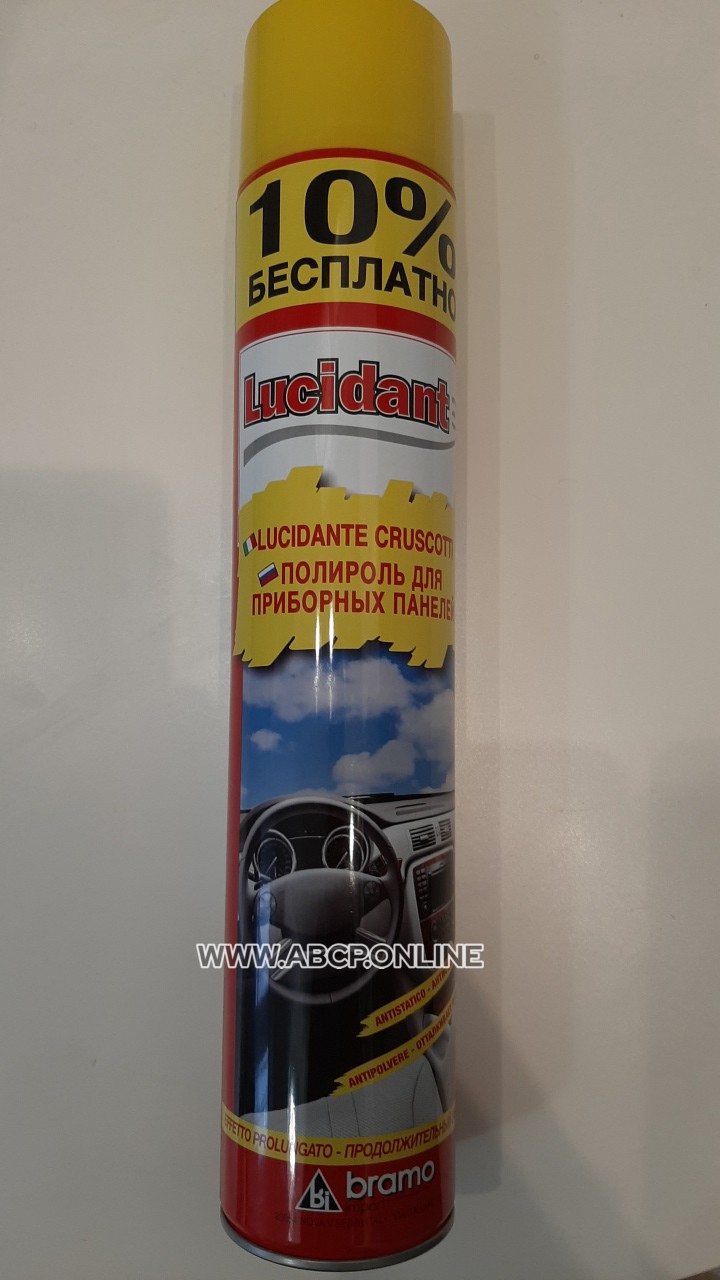 10%
БЕСПЛАТНО
Lucidant
LUCIDANTE CRUSCOTTI
ПОЛИРОЛЬ ДЛЯ
ПРИБОРНЫХ ПАНЕЛЕЙ
WWW.ABCP.ONLINE
ANTISTATICO -
ANTIPOLVERE -
EFFETTO PROLUNGATO - ПРОДОЛЖИТЕЛЬНЫЙ
bramo